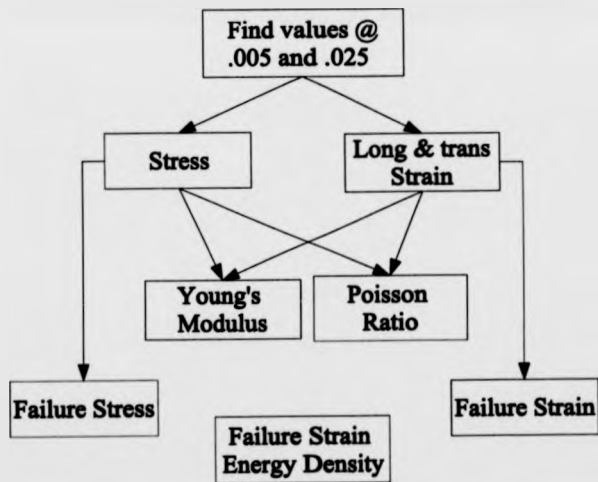 Find values @
.005 and .025
Stress
Long & trans
Strain
Young's
Modulus
Poisson
Ratio
Failure Stress
Failure Strain
Failure Strain
Energy Density